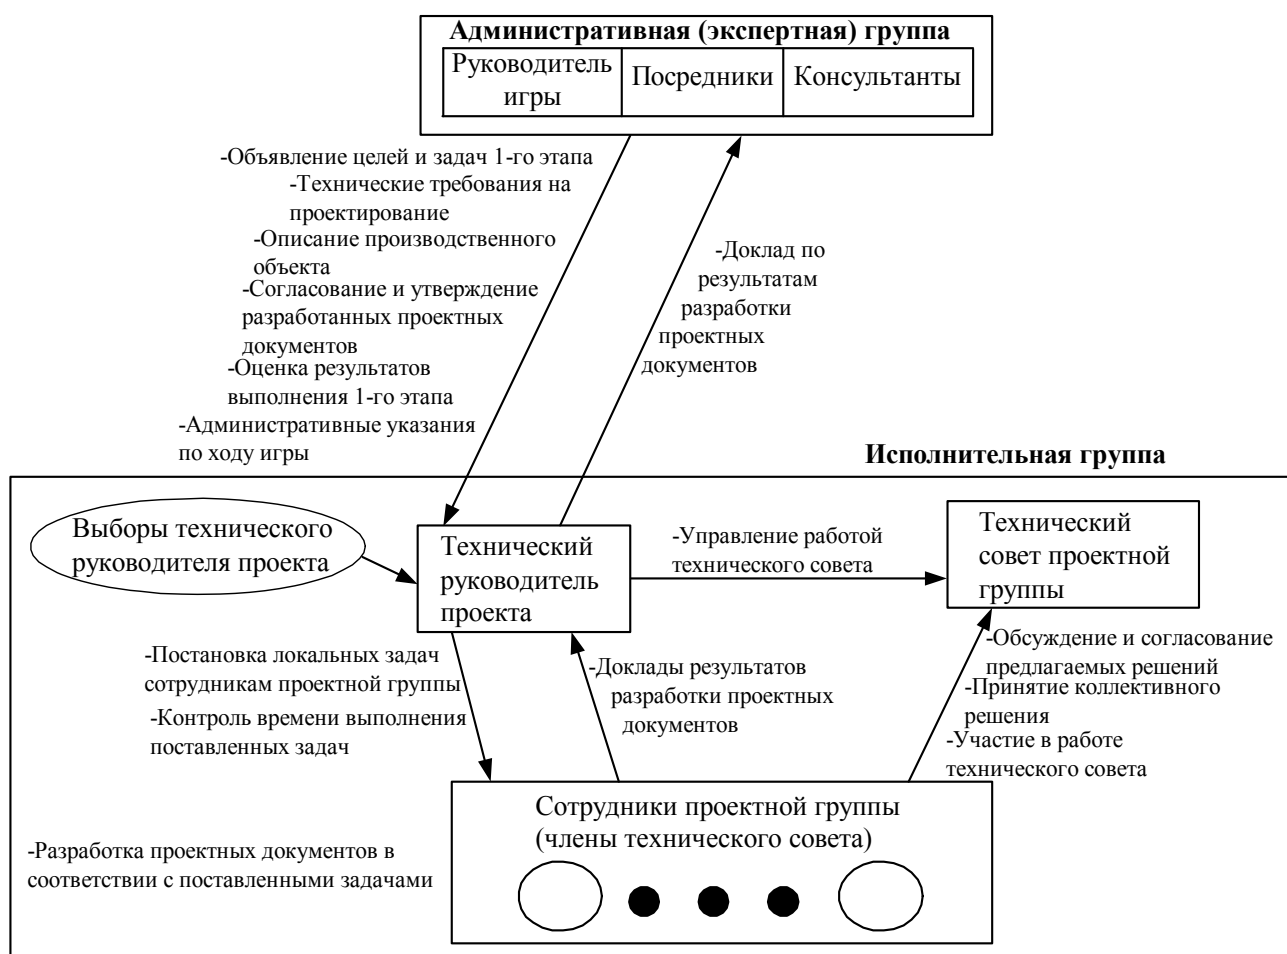 Административная (экспертная) группа
Руководитель
игры
Посредники
Консультанты
-Объявление целей и задач 1-го этапа
-Технические требования на
проектирование
-Описание производственного
объекта
-Согласование и утверждение
разработанных проектных
документов
-Оценка результатов
выполнения 1-го этапа
-Административные указания
по ходу игры
-Доклад по
результатам
разработки
проектных
документов
Исполнительная группа
Выборы технического
руководителя проекта
Технический
руководитель
проекта
-Управление работой
технического совета
Технический
совет проектной
группы
-Постановка локальных задач
сотрудникам проектной группы
-Контроль времени выполнения
поставленных задач
-Доклады результатов
разработки проектных
документов
-Обсуждение и согласование
предлагаемых решений
-Принятие коллективного
решения
-Участие в работе
технического совета
Сотрудники проектной группы
(члены технического совета)
-Разработка проектных документов в
соответствии с поставленными задачами